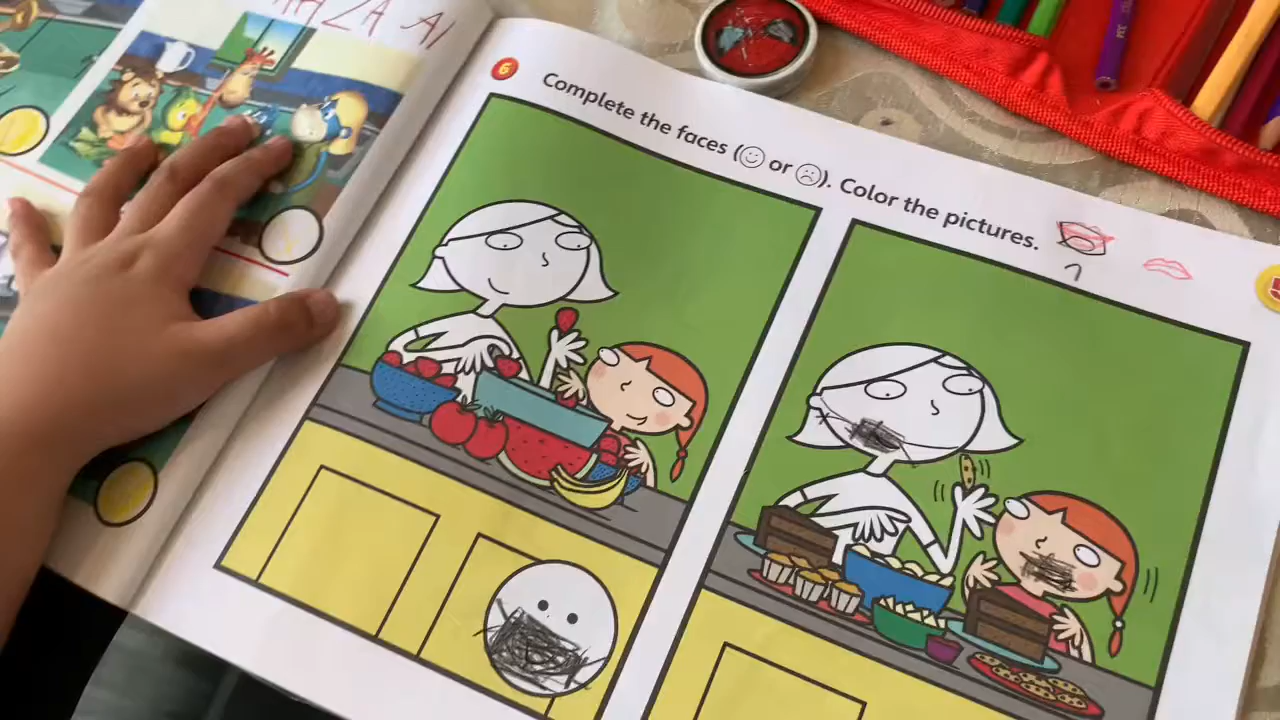 6
Complete the faces (☺ or ☹). Color the pictures.